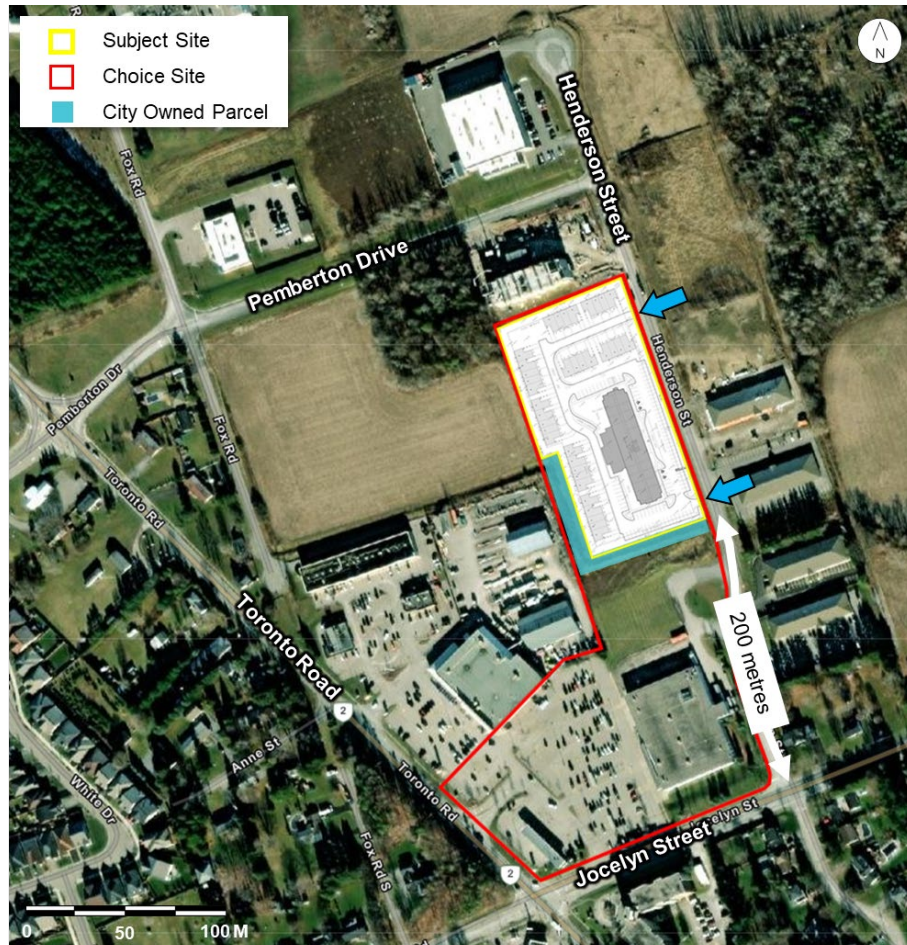 Subject Site
Choice Site
City Owned Parcel
N
Henderson Street
Fox Rd
Pemberton Drive
Henderson St
Pemberton Dr
Fox Rd
Toronto Rd
Toronto Road
200 metres
2
Anne St
Toronto Rd
White Dr
Jocelyn Street
2
Fox Rd S
0 50 100 M